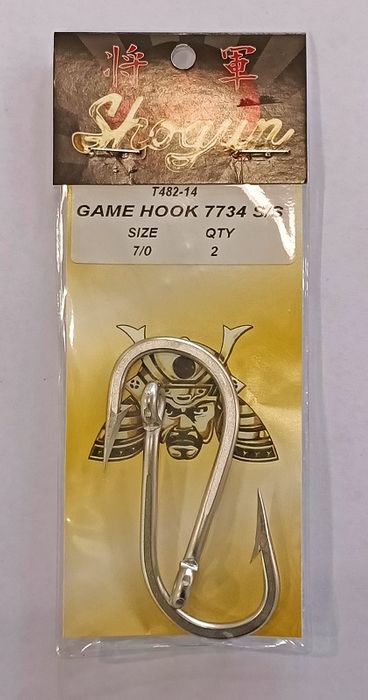 将 軍
Shogun
T482-14
GAME HOOK 7734 S/S
SIZE QTY
7/0 2